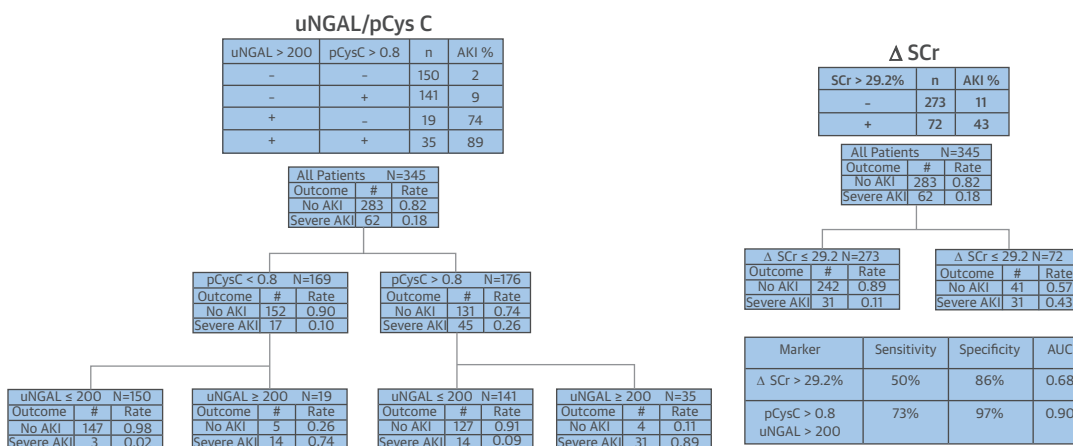 uNGAL/pCys C
uNGAL > 200 pCysC > 0.8 n AKI %
- - 150 2
- + 141 9
+ - 19 74
+ + 35 89
All Patients N=345
Outcome # Rate
No AKI 283 0.82
Severe AKI 62 0.18
pCysC < 0.8 N=169
Outcome # Rate
No AKI 152 0.90
Severe AKI 17 0.10
pCysC > 0.8 N=176
Outcome # Rate
No AKI 131 0.74
Severe AKI 45 0.26
uNGAL ≤ 200 N=150
Outcome # Rate
No AKI 147 0.98
Severe AKI 3 0.02
uNGAL ≥ 200 N=19
Outcome # Rate
No AKI 5 0.26
Severe AKI 14 0.74
uNGAL ≤ 200 N=141
Outcome # Rate
No AKI 127 0.91
Severe AKI 14 0.09
uNGAL ≥ 200 N=35
Outcome # Rate
No AKI 4 0.11
Severe AKI 31 0.89
Δ SCr
SCr > 29.2% n AKI %
- 273 11
+ 72 43
All Patients N=345
Outcome # Rate
No AKI 283 0.82
Severe AKI 62 0.18
Δ SCr ≤ 29.2 N=273
Outcome # Rate
No AKI 242 0.89
Severe AKI 31 0.11
Δ SCr ≤ 29.2 N=72
Outcome # Rate
No AKI 41 0.57
Severe AKI 31 0.43
Marker Sensitivity Specificity AUC
Δ SCr > 29.2% 50% 86% 0.68
pCysC > 0.8 73% 97% 0.90
uNGAL > 200